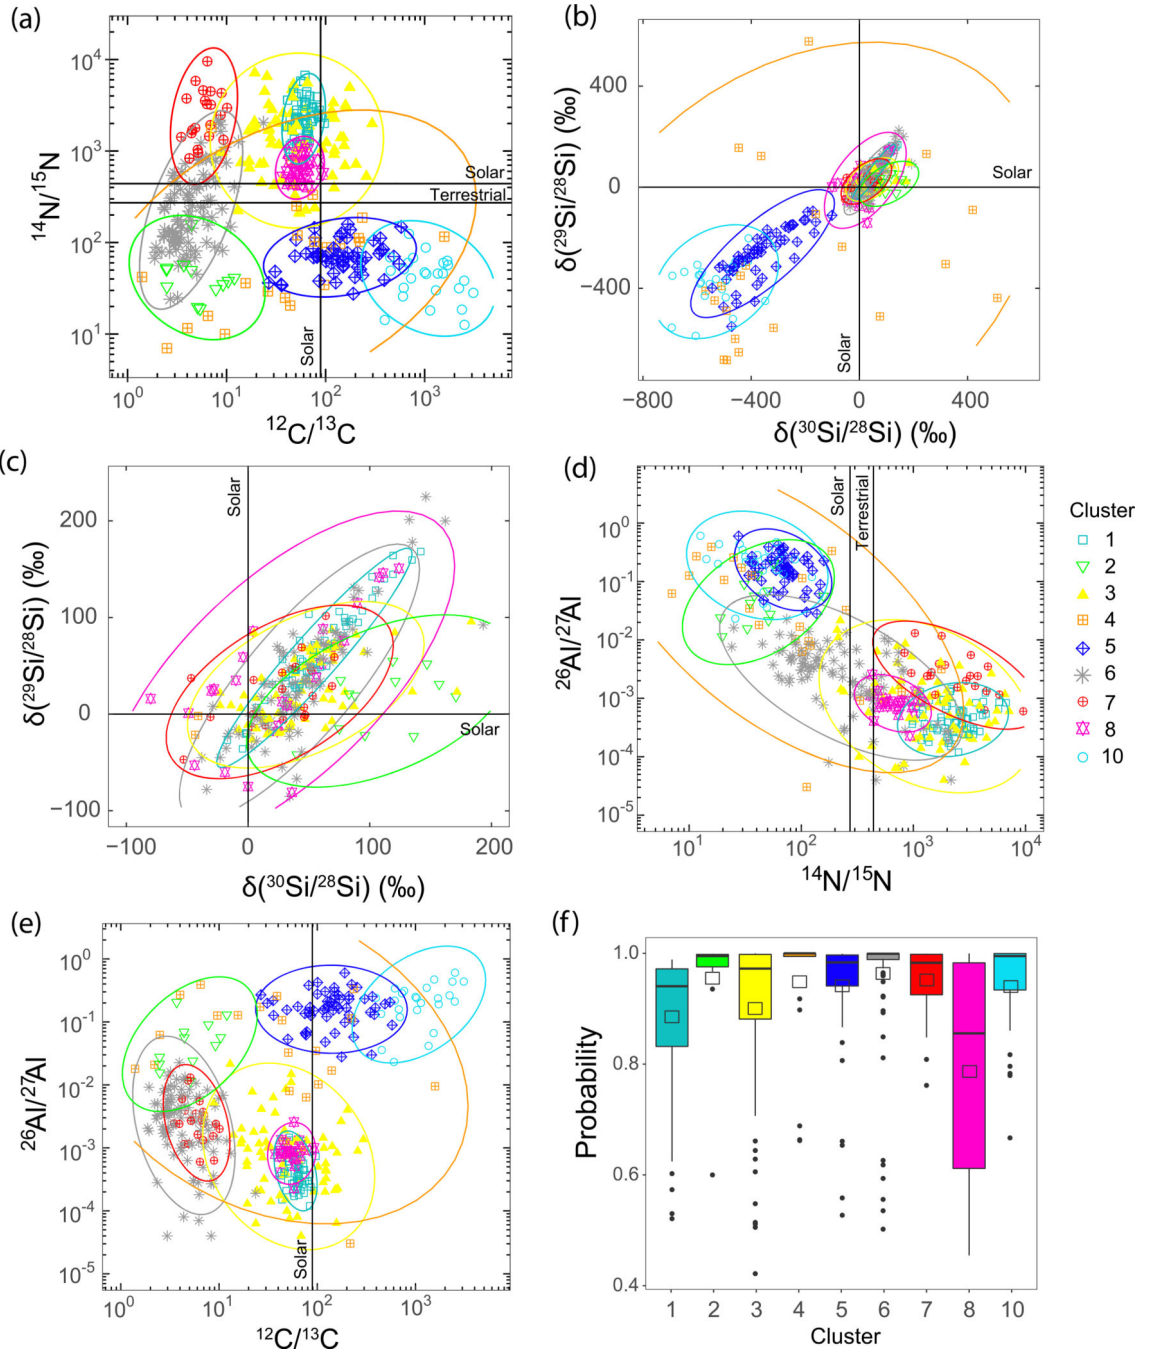 (a)
10⁴
10³
10²
10¹
¹⁴N/¹⁵N
Solar
Terrestrial
Solar
10⁰
10¹
10²
10³
¹²C/¹³C
(b)
400
0
−400
δ(²⁹Si/²⁸Si) (‰)
Solar
Solar
−800
−400
0
400
δ(³⁰Si/²⁸Si) (‰)
(c)
200
100
0
−100
δ(²⁹Si/²⁸Si) (‰)
Solar
Solar
−100
0
100
200
δ(³⁰Si/²⁸Si) (‰)
(d)
10⁰
10⁻¹
10⁻²
10⁻³
10⁻⁴
10⁻⁵
²⁶Al/²⁷Al
Solar
Terrestrial
10¹
10²
10³
10⁴
¹⁴N/¹⁵N
Cluster
1
2
3
4
5
6
7
8
10
(e)
10⁰
10⁻¹
10⁻²
10⁻³
10⁻⁴
10⁻⁵
²⁶Al/²⁷Al
Solar
10⁰
10¹
10²
10³
¹²C/¹³C
(f)
1.0
0.8
0.6
0.4
Probability
1
2
3
4
5
6
7
8
10
Cluster